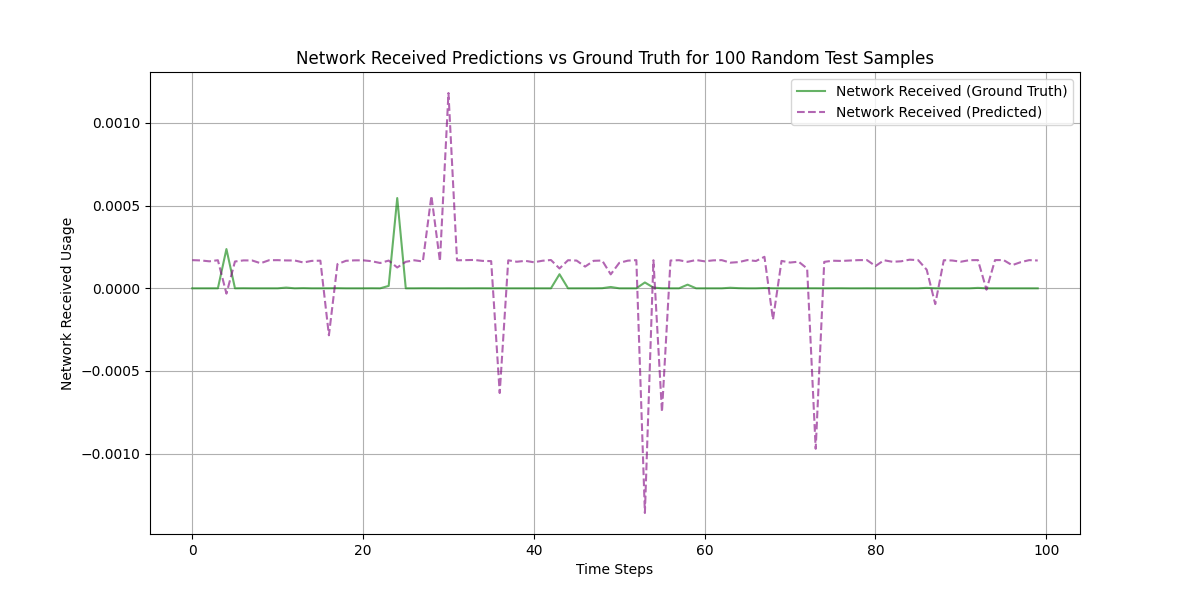 Network Received Predictions vs Ground Truth for 100 Random Test Samples
Network Received (Ground Truth)
Network Received (Predicted)
Network Received Usage
0.0010
0.0005
0.0000
−0.0005
−0.0010
0
20
40
60
80
100
Time Steps